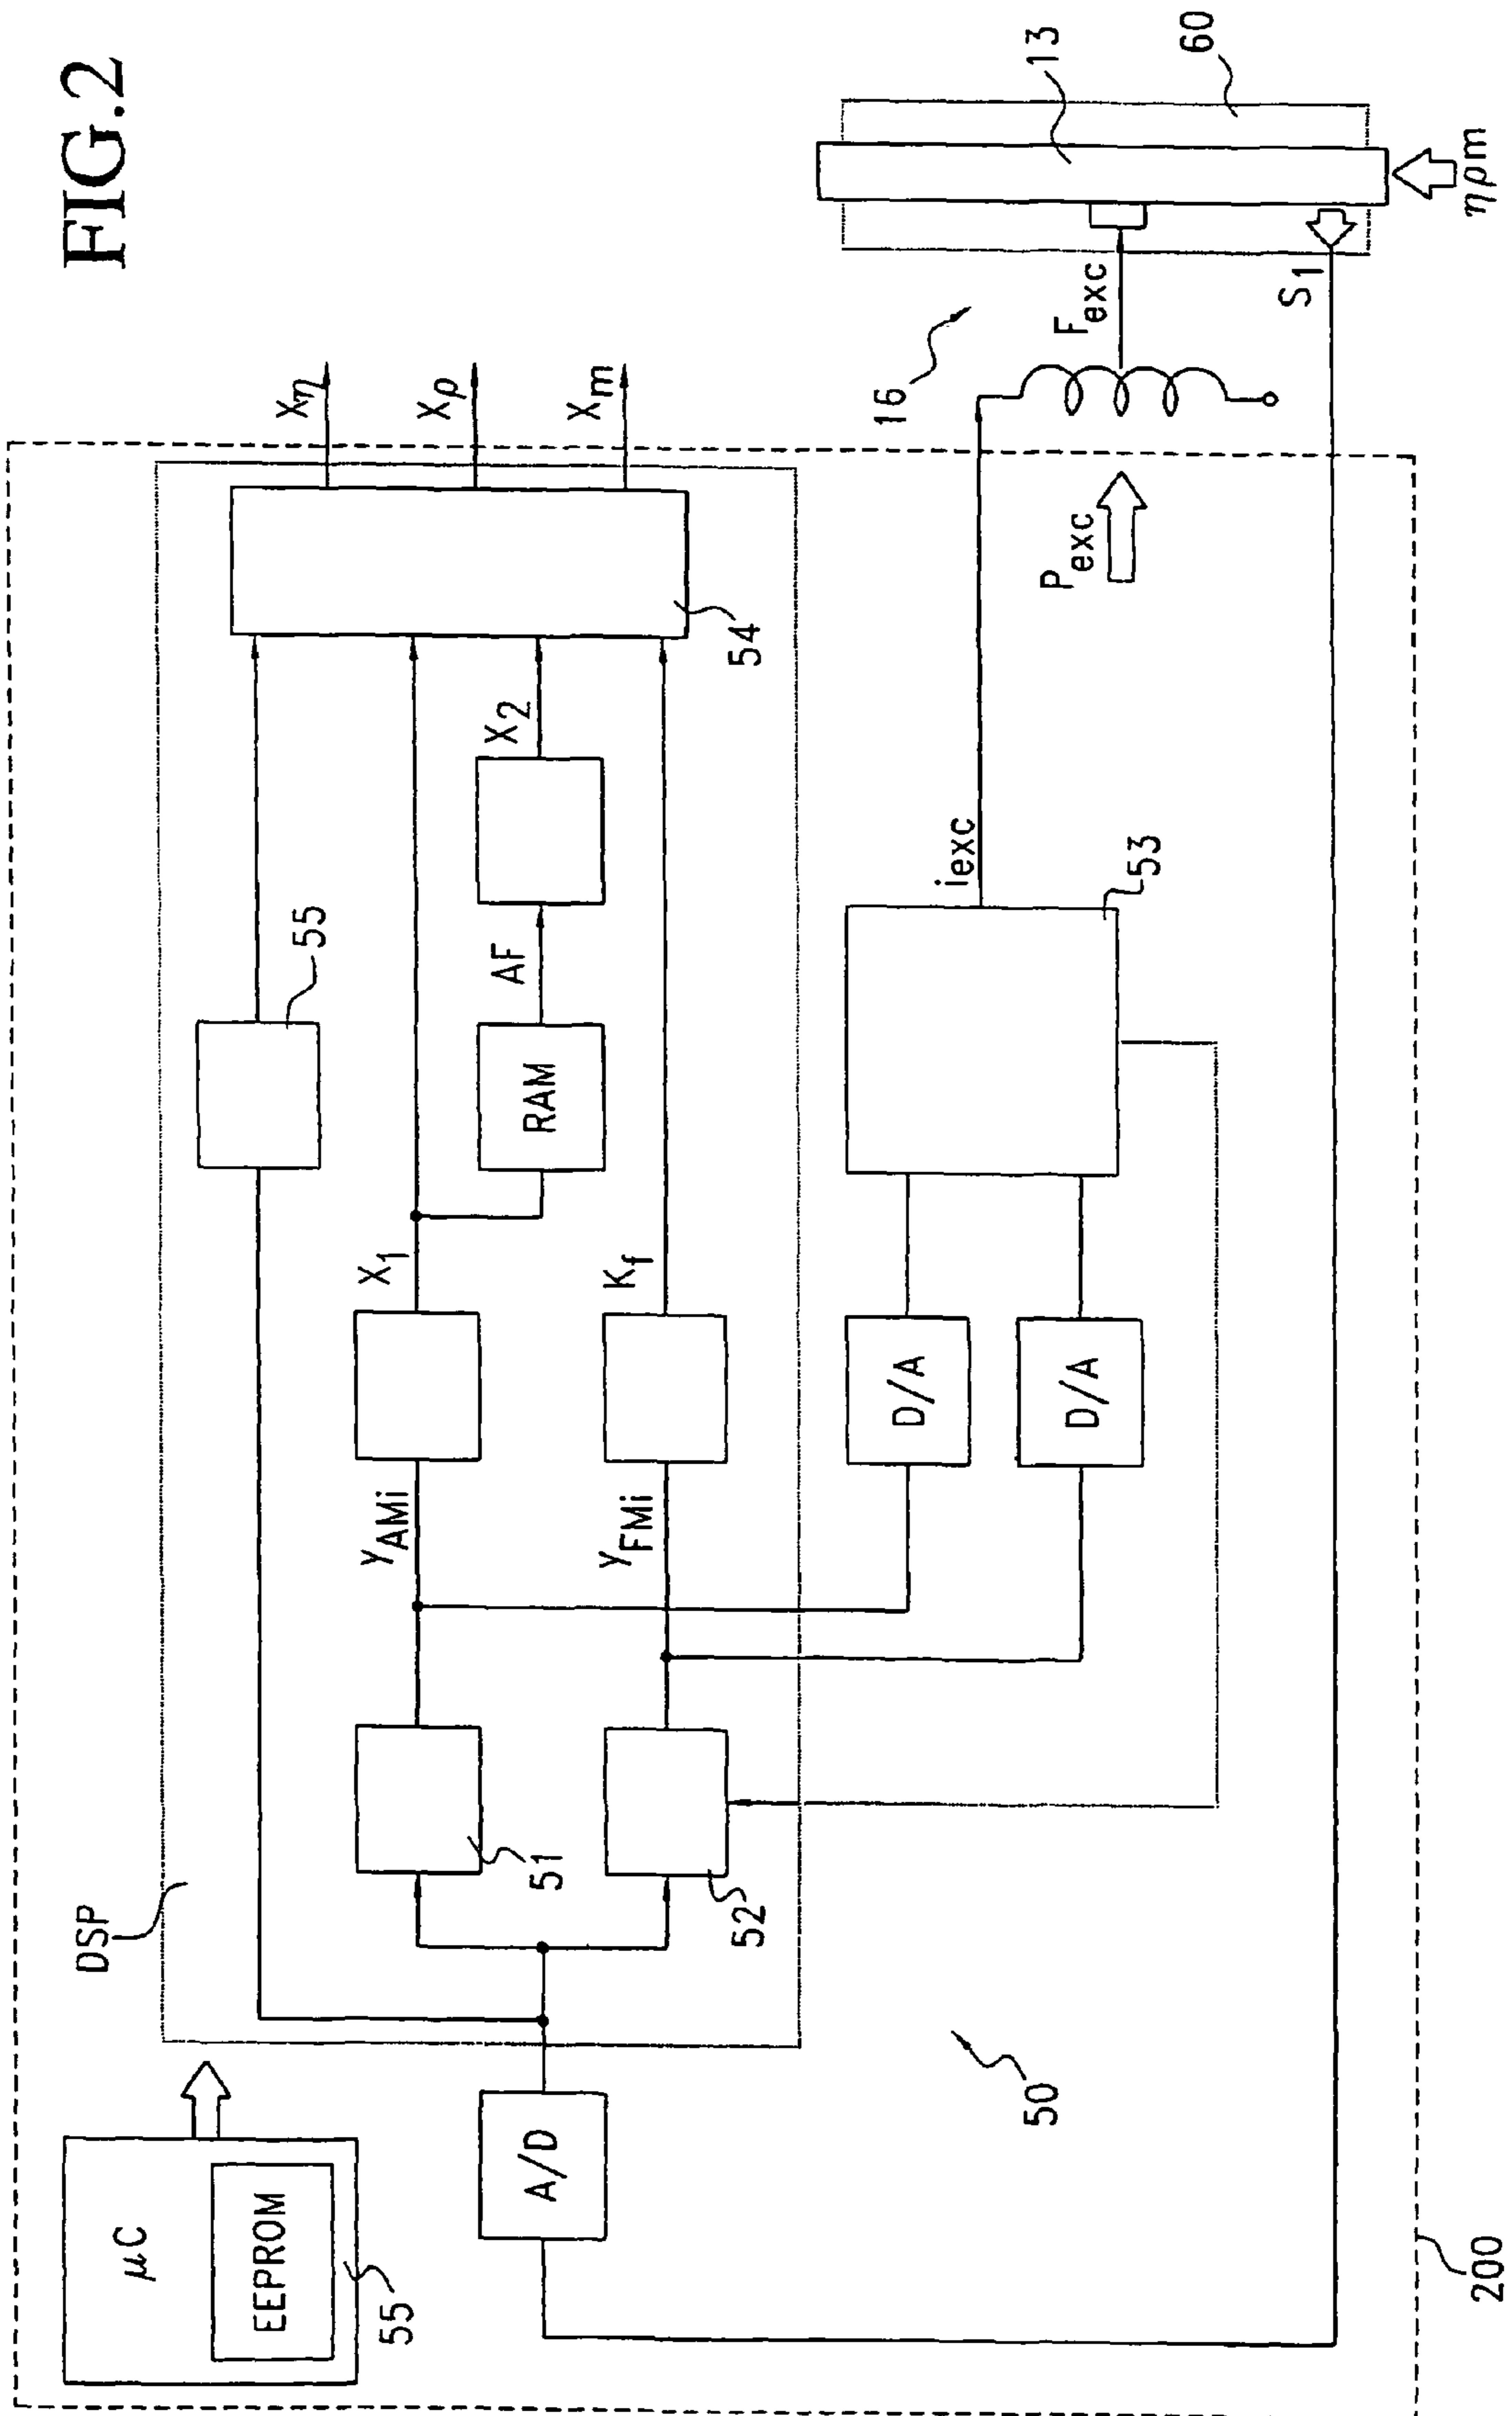 FIG.2
μC
EEPROM
55
DSP
A/D
51
52
Y_AMi
Y_FMi
X_1
K_f
RAM
AF
X_2
55
54
X_η
X_ρ
X_m
D/A
D/A
53
i_exc
P_exc
16
F_exc
S_1
13
60
ηρm
50
200